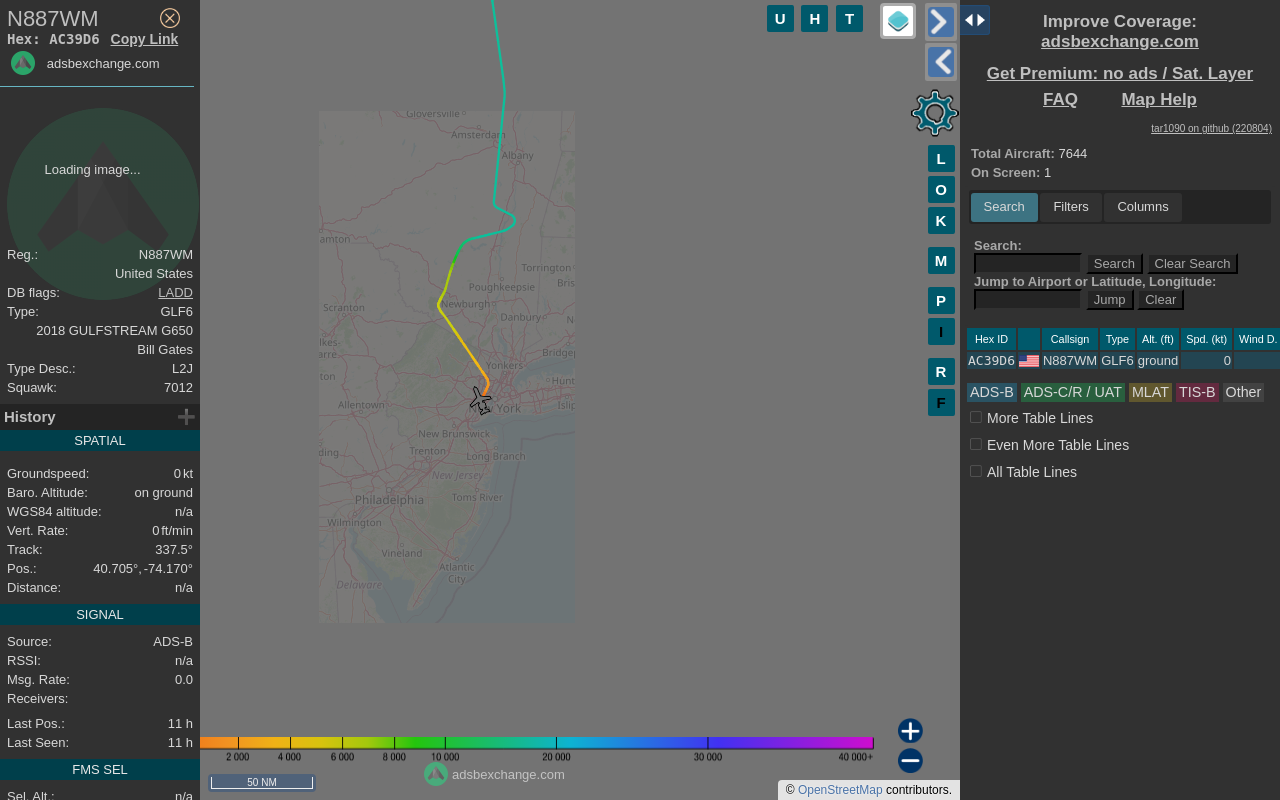 N887WM
Hex: AC39D6 Copy Link
adsbexchange.com
Loading image...
Reg.: N887WM
United States
DB flags: LADD
Type: GLF6
2018 GULFSTREAM G650
Bill Gates
Type Desc.: L2J
Squawk: 7012
History
SPATIAL
Groundspeed: 0 kt
Baro. Altitude: on ground
WGS84 altitude: n/a
Vert. Rate: 0 ft/min
Track: 337.5°
Pos.: 40.705°, -74.170°
Distance: n/a
SIGNAL
Source: ADS-B
RSSI: n/a
Msg. Rate: 0.0
Receivers:
Last Pos.: 11 h
Last Seen: 11 h
FMS SEL
Sel. Alt.: n/a
U H T
L
O
K
M
P
I
R
F
Gloversville
Amsterdam
Albany
amton
Torrington
Bris
Poughkeepsie
Scranton
Newburgh
Danbury
N
lkes-
arre
Bridgep
Yonkers
ton
Hunt
Allentown
York
Islip
New Brunswick
ding
Trenton
Long Branch
New Jersey
Philadelphia
Toms River
Wilmington
Vineland
Atlantic
City
Delaware
2 000 4 000 6 000 8 000 10 000 20 000 30 000 40 000+
adsbexchange.com
50 NM
© OpenStreetMap contributors.
Improve Coverage:
adsbexchange.com
Get Premium: no ads / Sat. Layer
FAQ Map Help
tar1090 on github (220804)
Total Aircraft: 7644
On Screen: 1
Search Filters Columns
Search:
Search Clear Search
Jump to Airport or Latitude, Longitude:
Jump Clear
Hex ID Callsign Type Alt. (ft) Spd. (kt) Wind D.
AC39D6 N887WM GLF6 ground 0
ADS-B ADS-C/R / UAT MLAT TIS-B Other
More Table Lines
Even More Table Lines
All Table Lines